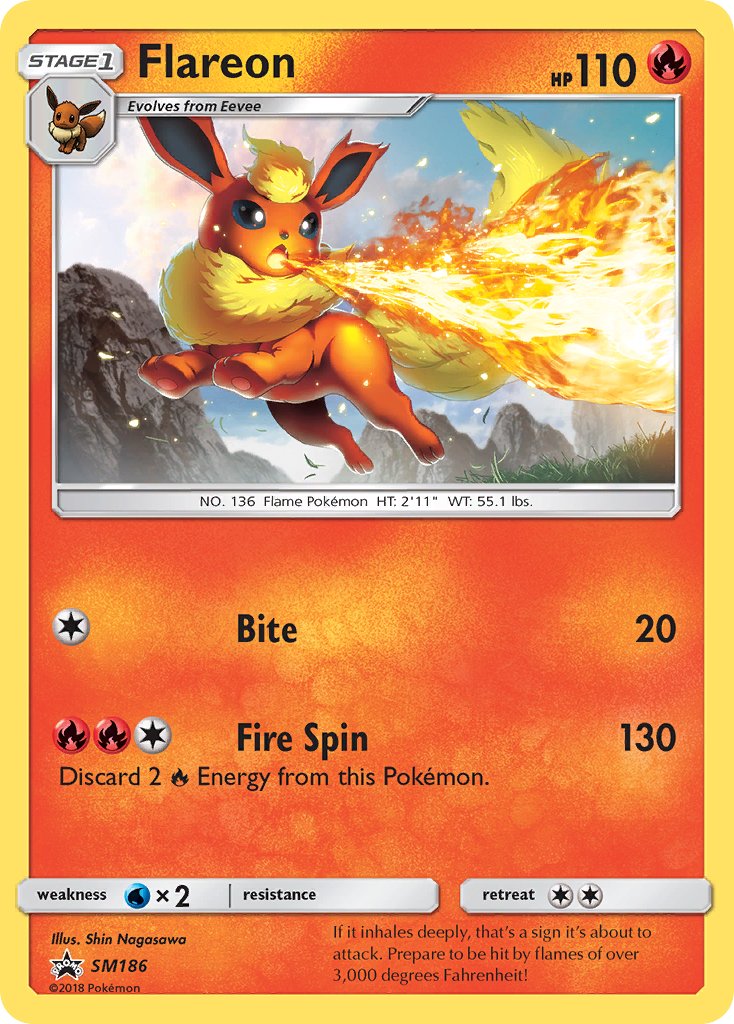 STAGE1
Flareon
HP110
Evolves from Eevee
NO. 136 Flame Pokémon HT: 2'11" WT: 55.1 lbs.
Bite 20
Fire Spin 130
Discard 2 Energy from this Pokémon.
weakness ×2 resistance retreat
Illus. Shin Nagasawa
PROMO SM186
©2018 Pokémon
If it inhales deeply, that's a sign it's about to
attack. Prepare to be hit by flames of over
3,000 degrees Fahrenheit!